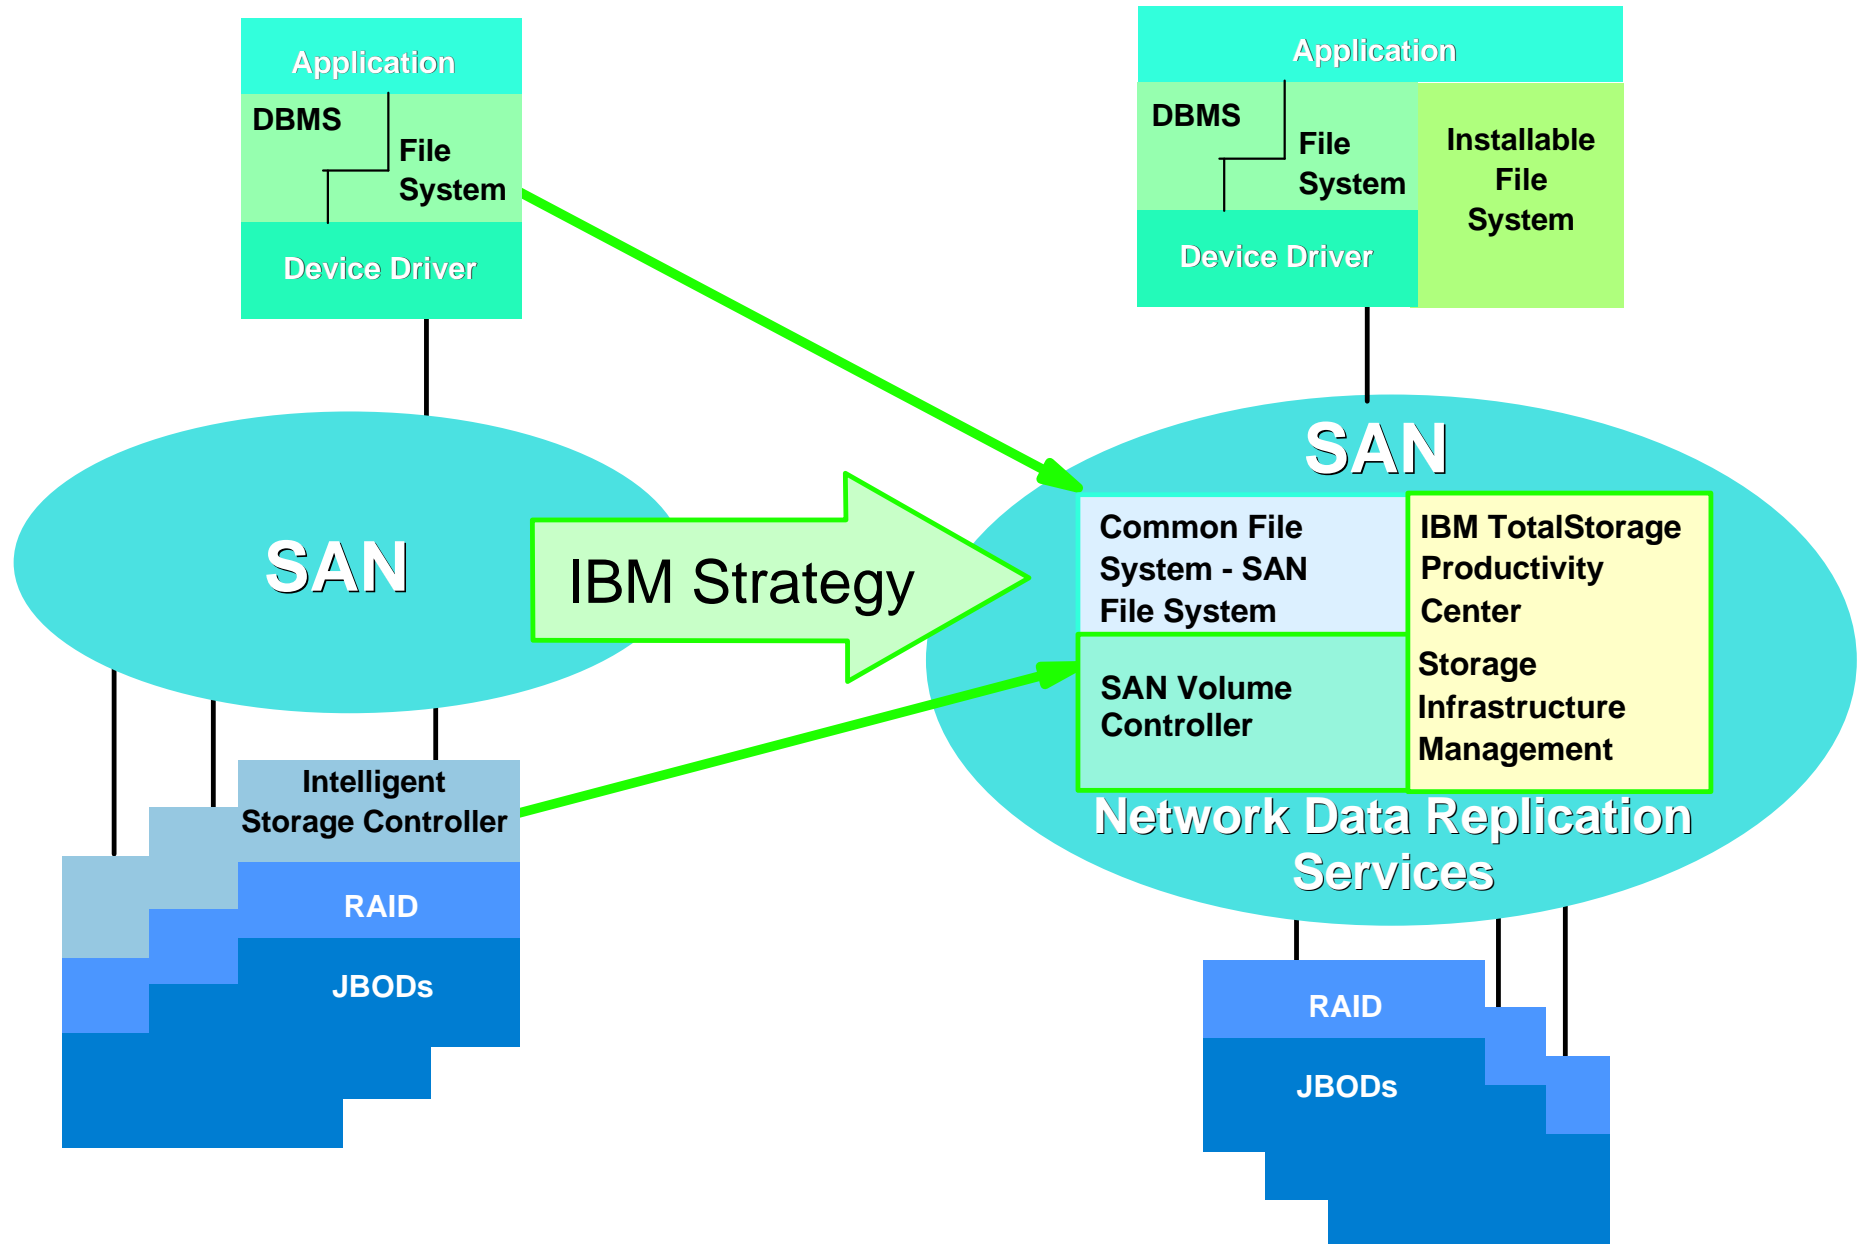 Application
DBMS
File
System
Device Driver
SAN
Intelligent
Storage Controller
RAID
JBODs
IBM Strategy
Application
DBMS
File
System
Installable
File
System
Device Driver
SAN
Common File
System - SAN
File System
IBM TotalStorage
Productivity
Center
SAN Volume
Controller
Storage
Infrastructure
Management
Network Data Replication
Services
RAID
JBODs